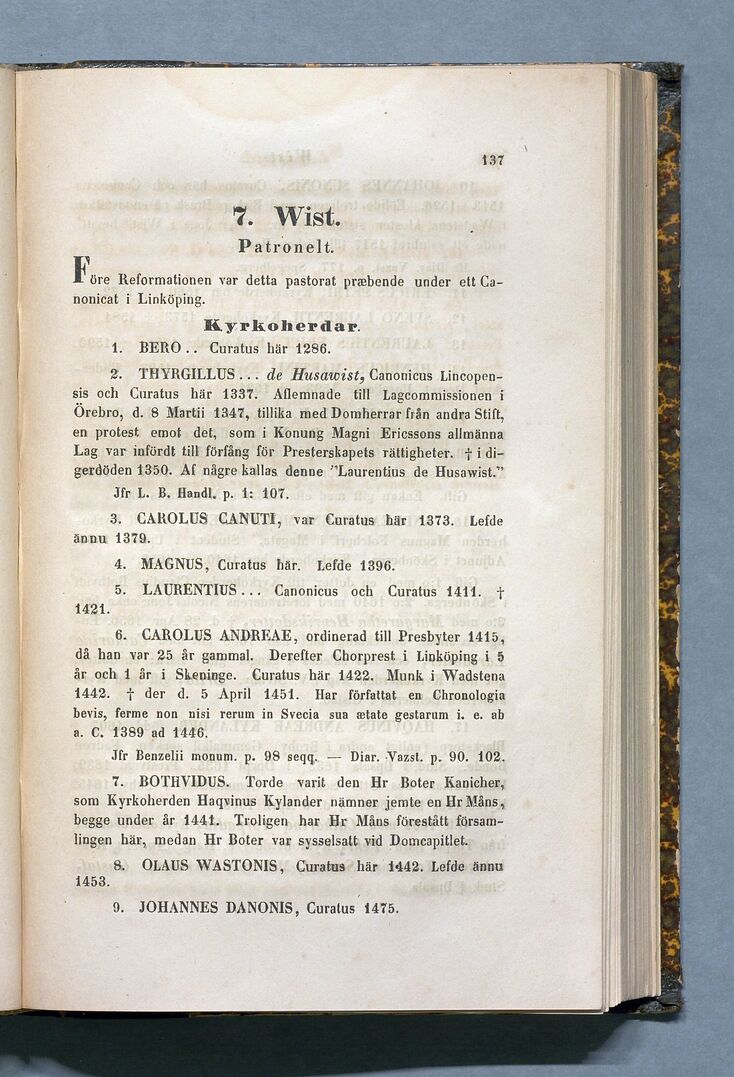 137
7. Wist.
Patronelt.
Före Reformationen var detta pastorat præbende under ett Ca-
nonicat i Linköping.
Kyrkoherdar.
1. BERO .. Curatus här 1286.
2. THYRGILLUS... de Husawist, Canonicus Lincopen-
sis och Curatus här 1337. Aflemnade till Lagcommissionen i
Örebro, d. 8 Martii 1347, tillika med Domherrar från andra Stift,
en protest emot det, som i Konung Magni Ericssons allmänna
Lag var infördt till förfång för Presterskapets rättigheter. † i di-
gerdöden 1350. Af någre kallas denne "Laurentius de Husawist."
Jfr L. B. Handl. p. 1: 107.
3. CAROLUS CANUTI, var Curatus här 1373. Lefde
ännu 1379.
4. MAGNUS, Curatus här. Lefde 1396.
5. LAURENTIUS... Canonicus och Curatus 1411. †
1421.
6. CAROLUS ANDREAE, ordinerad till Presbyter 1415,
då han var 25 år gammal. Derefter Chorprest i Linköping i 5
år och 1 år i Skeninge. Curatus här 1422. Munk i Wadstena
1442. † der d. 5 April 1451. Har författat en Chronologia
bevis, ferme non nisi rerum in Svecia sua ætate gestarum i. e. ab
a. C. 1389 ad 1446.
Jfr Benzelii monum. p. 98 seqq. — Diar. Vazst. p. 90. 102.
7. BOTHVIDUS. Torde varit den Hr Boter Kanicher,
som Kyrkoherden Haqvinus Kylander nämner jemte en Hr Måns,
begge under år 1441. Troligen har Hr Måns förestått försam-
lingen här, medan Hr Boter var sysselsatt vid Domcapitlet.
8. OLAUS WASTONIS, Curatus här 1442. Lefde ännu
1453.
9. JOHANNES DANONIS, Curatus 1475.